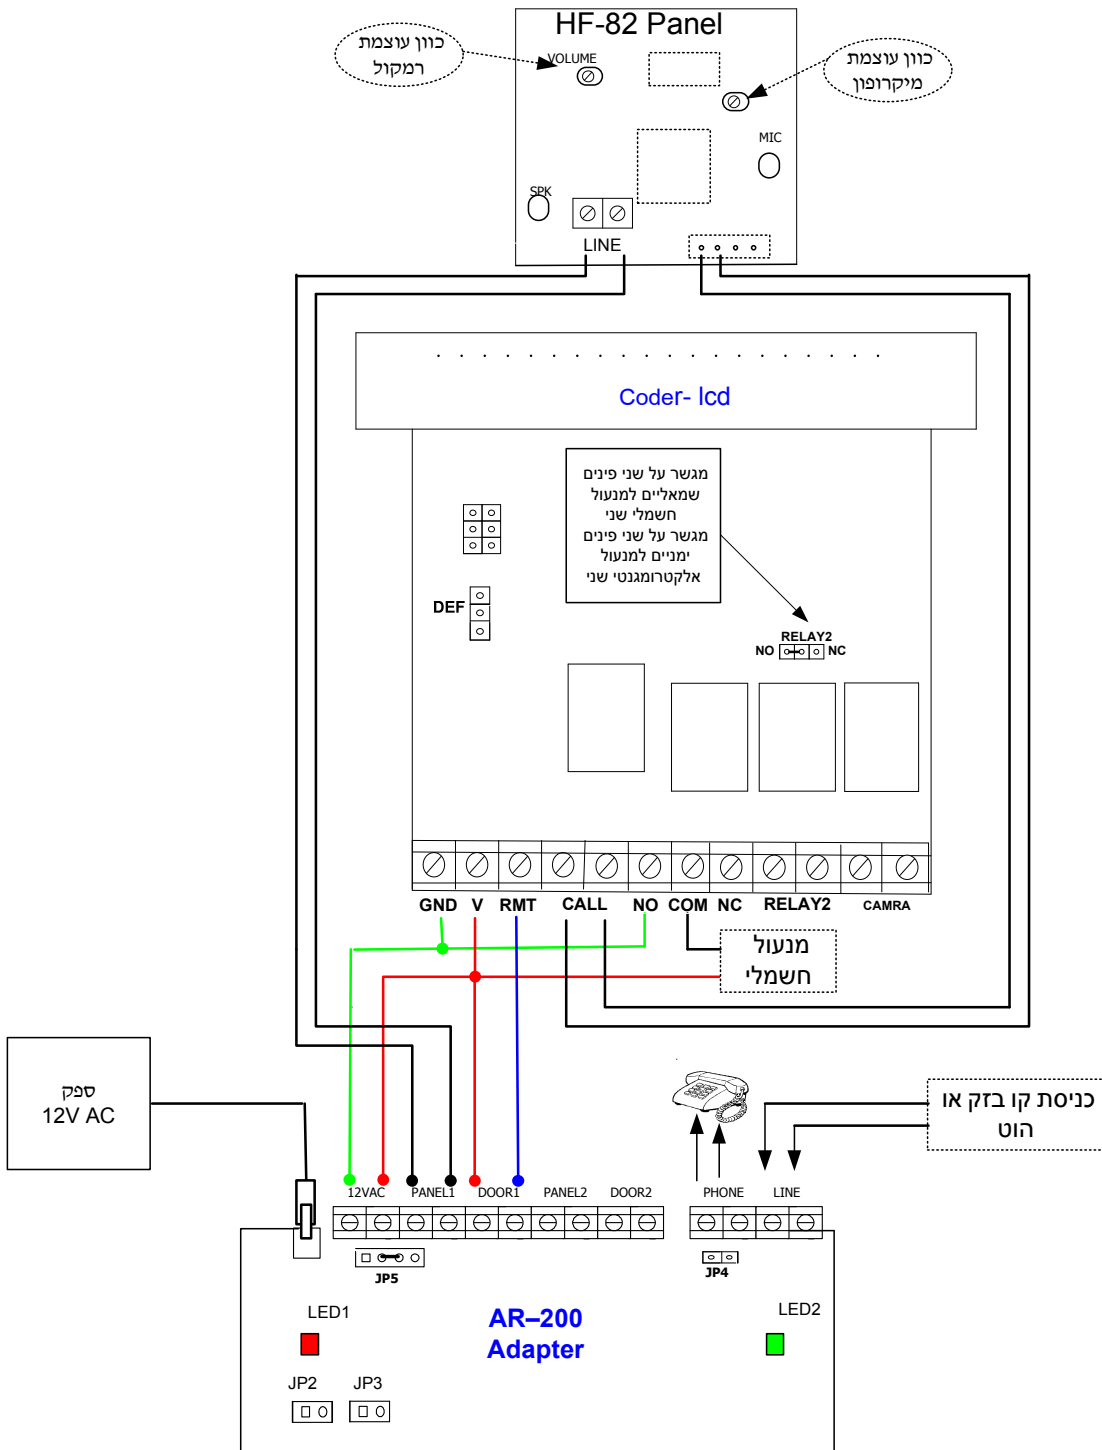 HF-82 Panel
כוון עוצמת
רמקול
VOLUME
כוון עוצמת
מיקרופון
MIC
SPK
LINE
Coder- lcd
מגשר על שני פינים
שמאליים למנעול
חשמלי שני
מגשר על שני פינים
ימניים למנעול
אלקטרומגנטי שני
DEF
RELAY2
NO NC
GND V RMT CALL NO COM NC RELAY2 CAMRA
מנעול
חשמלי
ספק
12V AC
כניסת קו בזק או
הוט
12VAC PANEL1 DOOR1 PANEL2 DOOR2 PHONE LINE
JP5
JP4
LED1
AR–200
Adapter
LED2
JP2 JP3